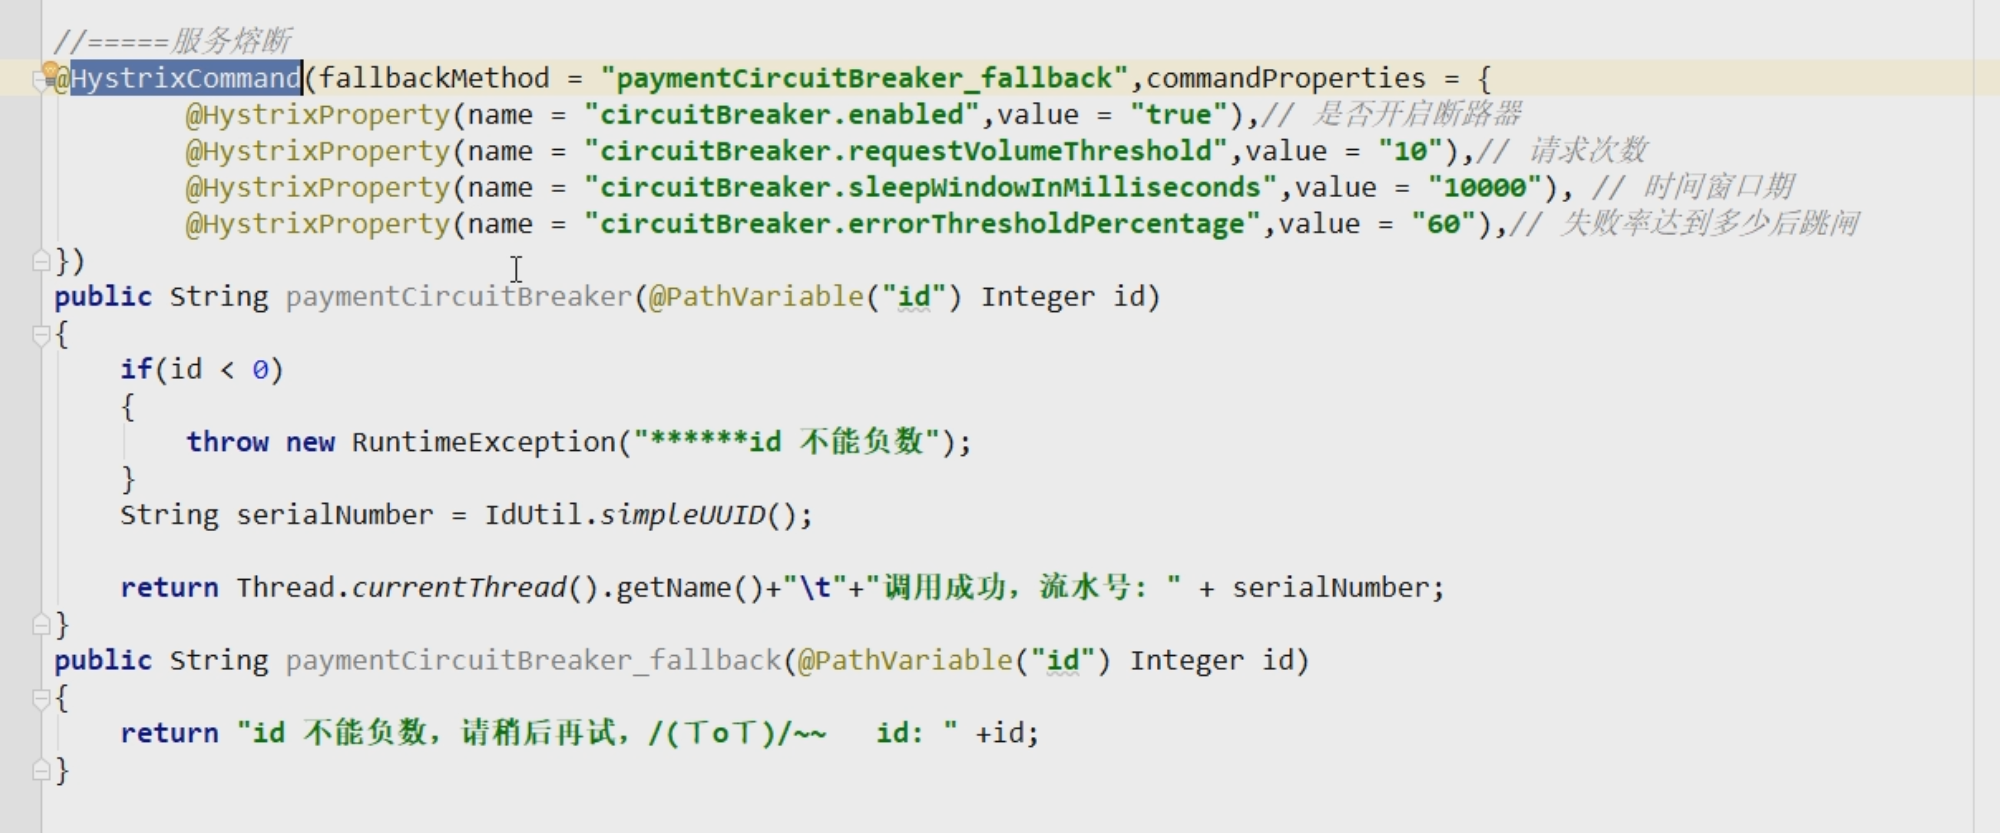 //=====服务熔断
@HystrixCommand(fallbackMethod = "paymentCircuitBreaker_fallback",commandProperties = {
@HystrixProperty(name = "circuitBreaker.enabled",value = "true"),// 是否开启断路器
@HystrixProperty(name = "circuitBreaker.requestVolumeThreshold",value = "10"),// 请求次数
@HystrixProperty(name = "circuitBreaker.sleepWindowInMilliseconds",value = "10000"), // 时间窗口期
@HystrixProperty(name = "circuitBreaker.errorThresholdPercentage",value = "60"),// 失败率达到多少后跳闸
})
public String paymentCircuitBreaker(@PathVariable("id") Integer id)
{
if(id < 0)
{
throw new RuntimeException("******id 不能负数");
}
String serialNumber = IdUtil.simpleUUID();
return Thread.currentThread().getName()+"\t"+"调用成功，流水号: " + serialNumber;
}
public String paymentCircuitBreaker_fallback(@PathVariable("id") Integer id)
{
return "id 不能负数，请稍后再试，/(ㄒoㄒ)/~~   id: " +id;
}